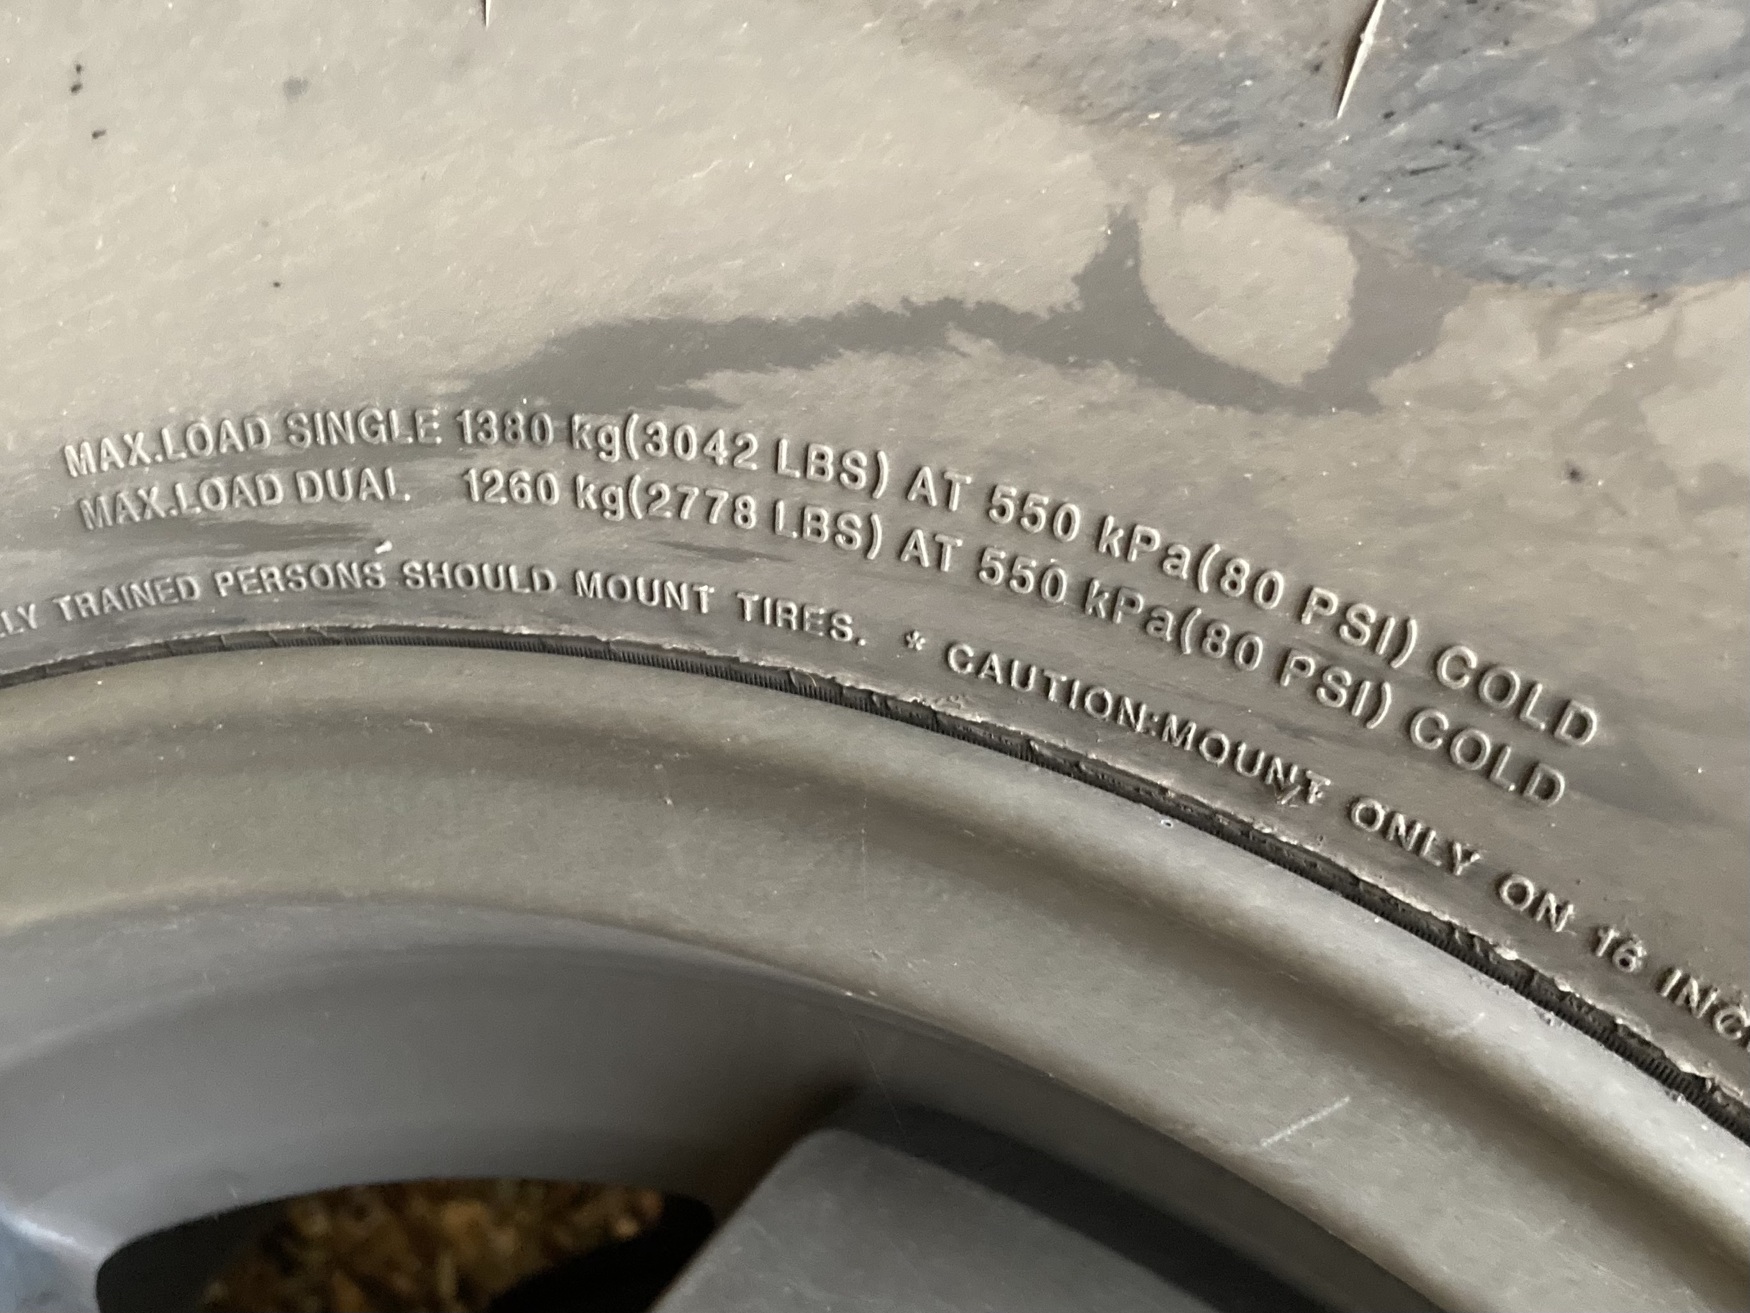 MAX.LOAD SINGLE 1380 kg(3042 LBS) AT 550 kPa(80 PSI) COLD
MAX.LOAD DUAL 1260 kg(2778 LBS) AT 550 kPa(80 PSI) COLD
TRAINED PERSONS SHOULD MOUNT TIRES. * CAUTION:MOUNT ONLY ON 16